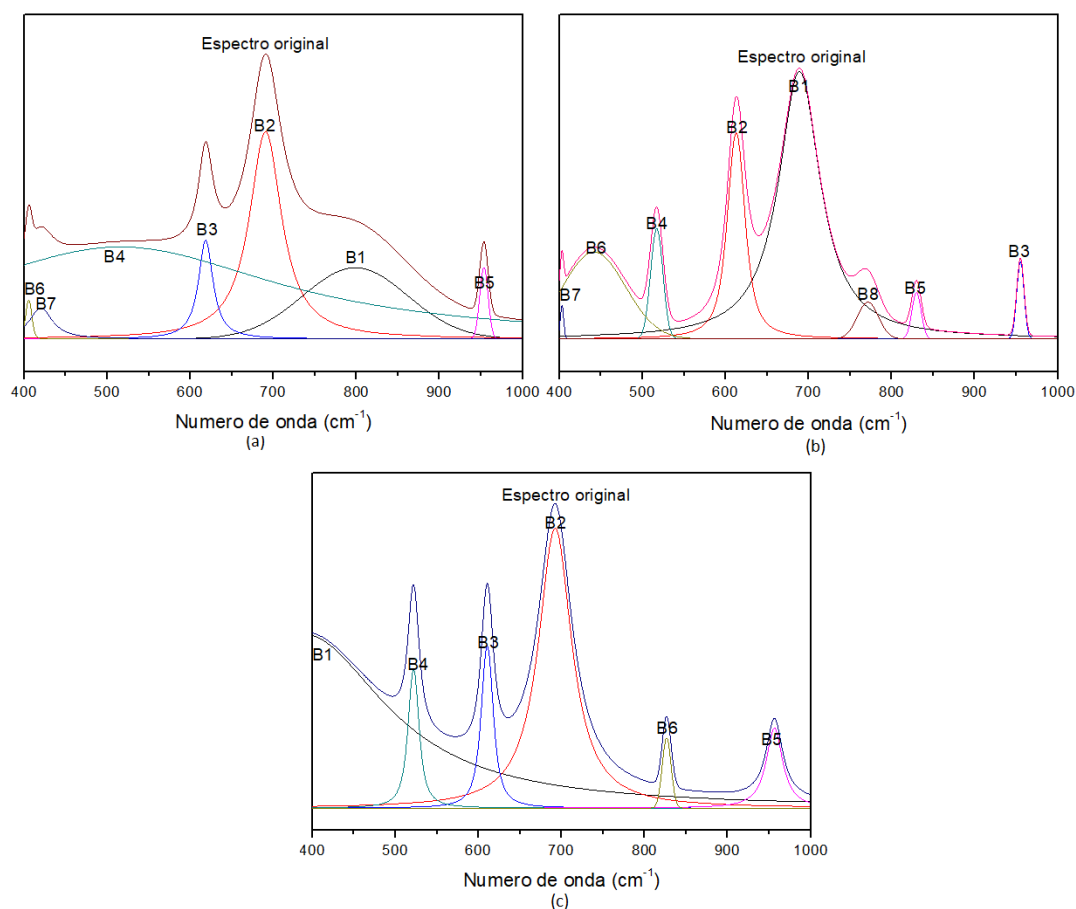 Espectro original
B2
B3
B4
B1
B5
B6
B7
400 500 600 700 800 900 1000
Numero de onda (cm-1)
(a)
Espectro original
B1
B2
B4
B6
B3
B5
B8
B7
400 500 600 700 800 900 1000
Numero de onda (cm-1)
(b)
Espectro original
B2
B1
B3
B4
B6
B5
400 500 600 700 800 900 1000
Numero de onda (cm-1)
(c)